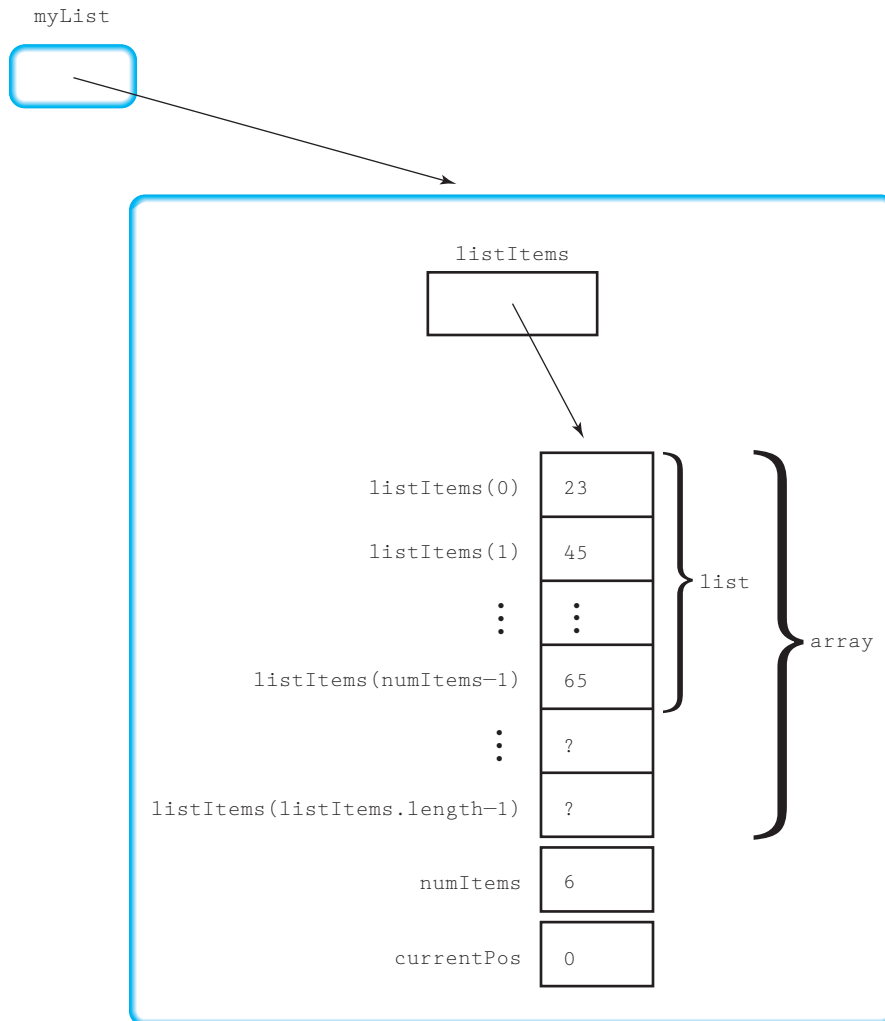 myList
listItems
listItems(0) 23
listItems(1) 45
⋮ ⋮
list
array
listItems(numItems—1) 65
⋮ ?
listItems(listItems.length—1) ?
numItems 6
currentPos 0